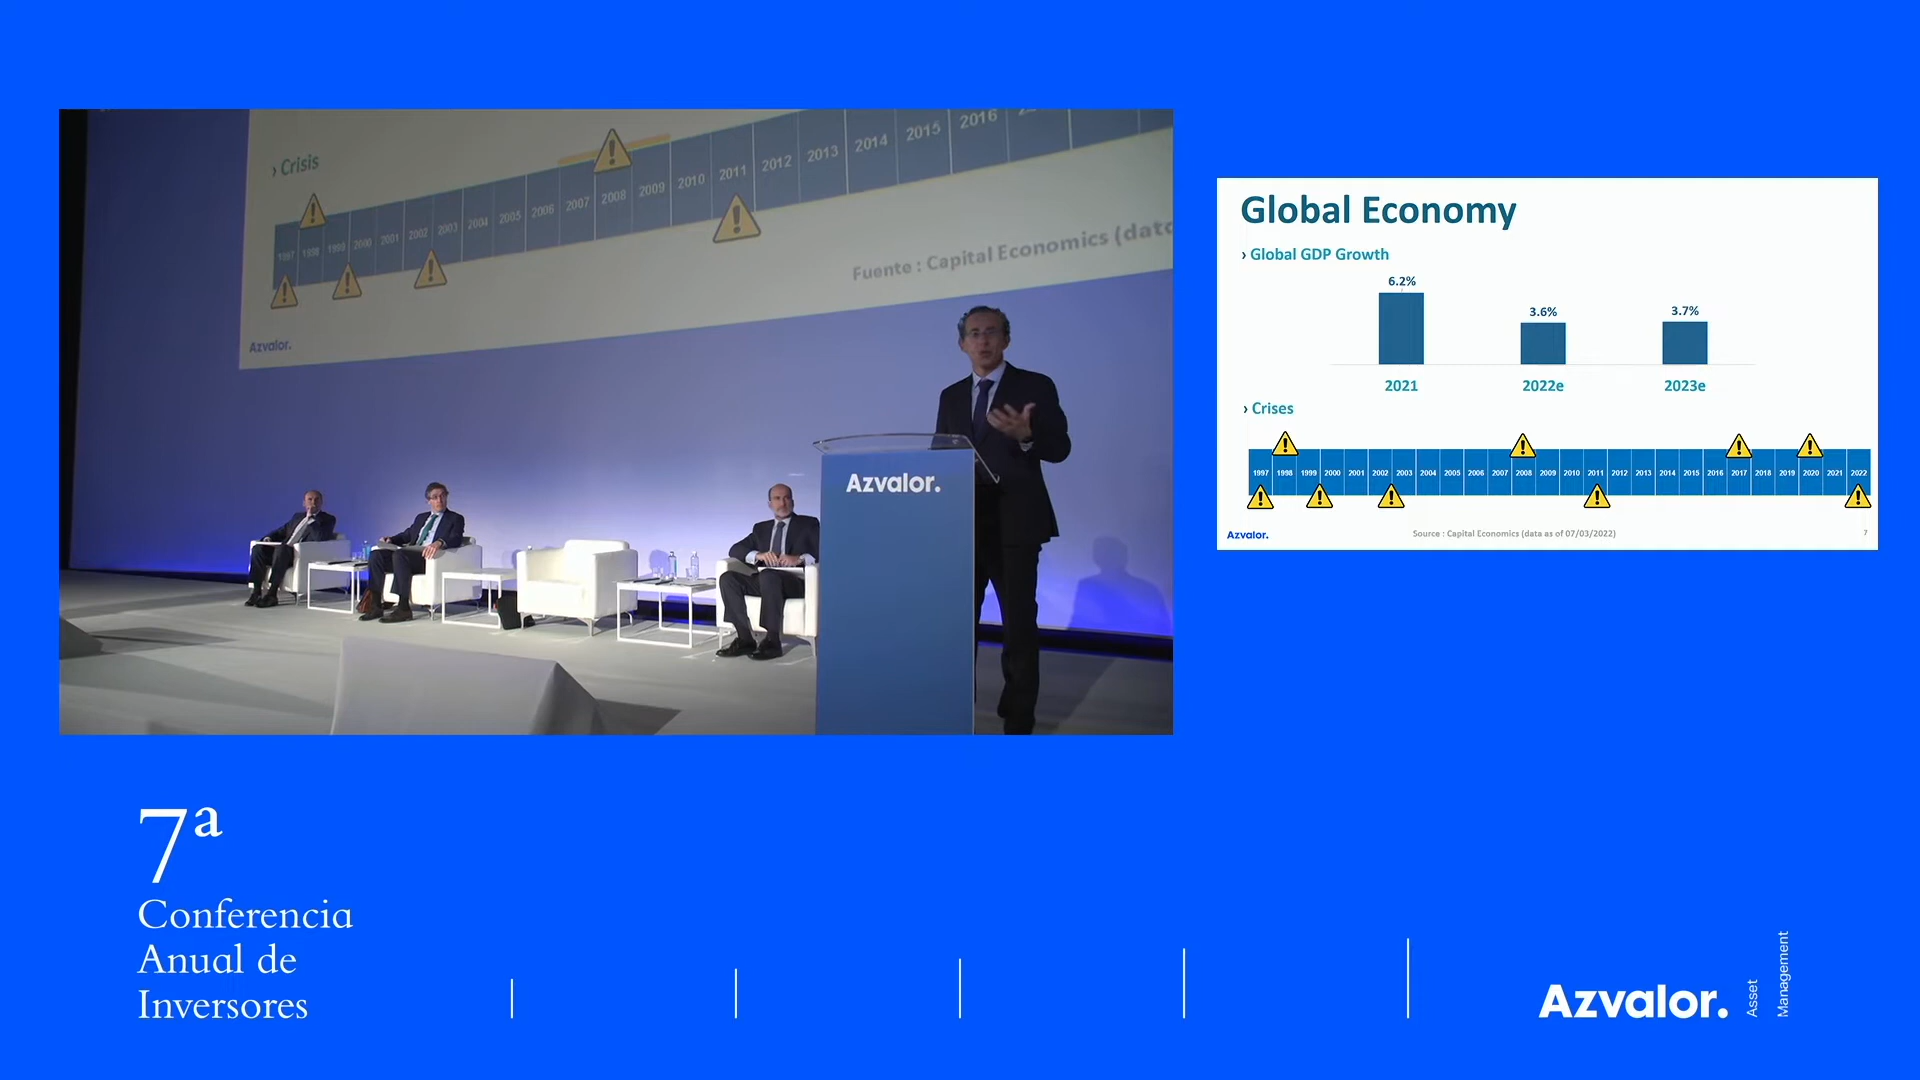 › Crisis
1997 1998 1999 2000 2001 2002 2003 2004 2005 2006 2007 2008 2009 2010 2011 2012 2013 2014 2015 2016
Fuente : Capital Economics (dato
Azvalor.
Azvalor.
Global Economy
› Global GDP Growth
6.2% 3.6% 3.7%
2021 2022e 2023e
› Crises
1997 1998 1999 2000 2001 2002 2003 2004 2005 2006 2007 2008 2009 2010 2011 2012 2013 2014 2015 2016 2017 2018 2019 2020 2021 2022
Azvalor. Source : Capital Economics (data as of 07/03/2022) 7
7ª
Conferencia
Anual de
Inversores
Azvalor.
Asset
Management